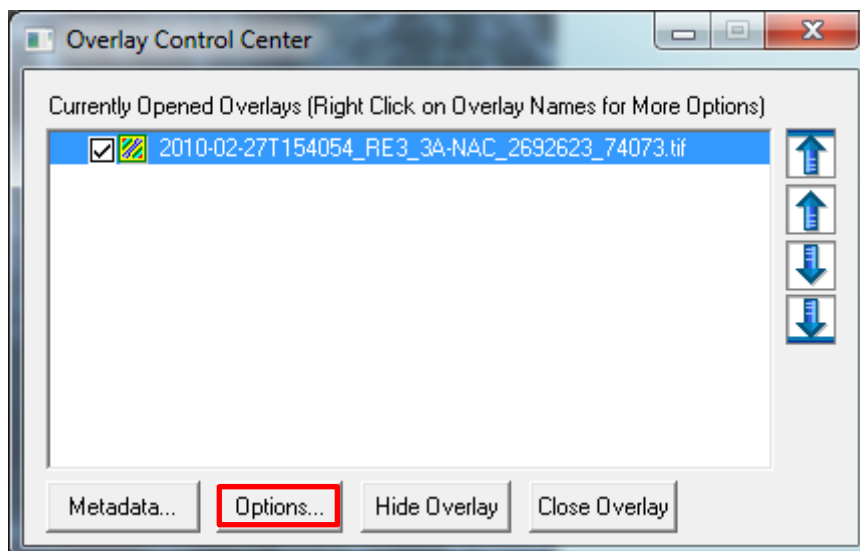 Overlay Control Center
Currently Opened Overlays (Right Click on Overlay Names for More Options)
2010-02-27T154054_RE3_3A-NAC_2692623_74073.tif
Metadata... Options... Hide Overlay Close Overlay